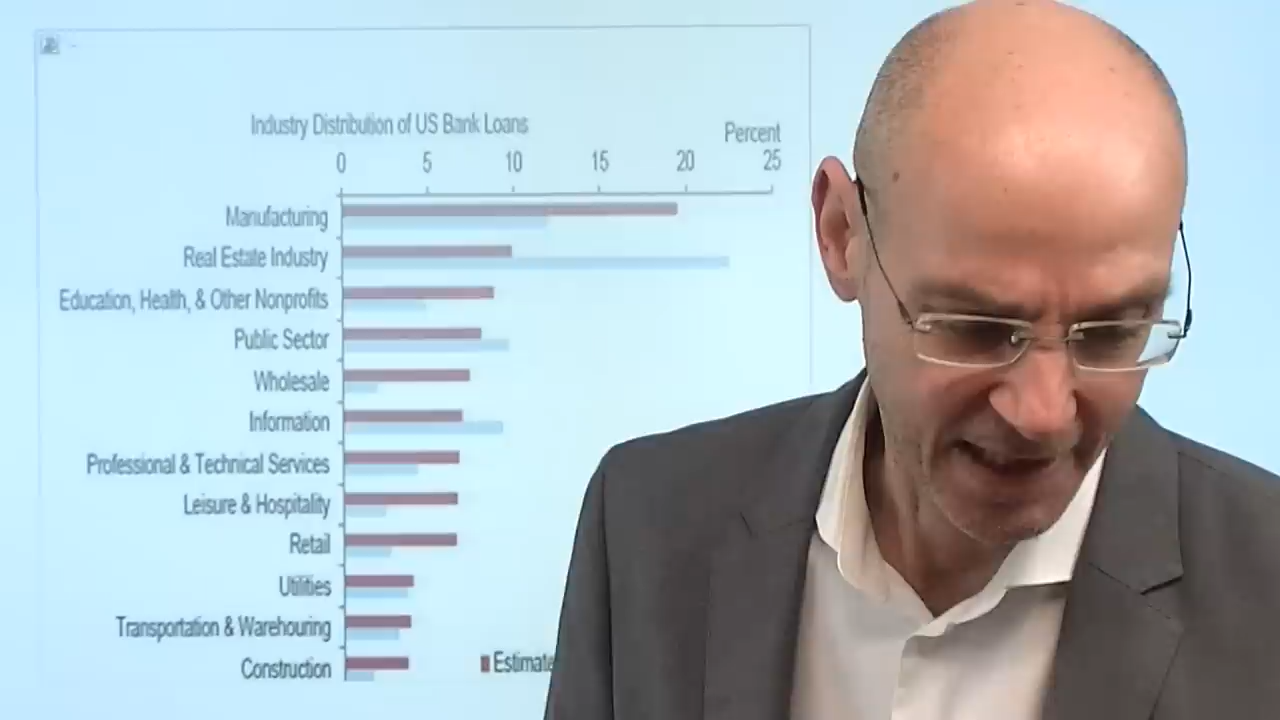 Industry Distribution of US Bank Loans
Percent
0 5 10 15 20 25
Manufacturing
Real Estate Industry
Education, Health, & Other Nonprofits
Public Sector
Wholesale
Information
Professional & Technical Services
Leisure & Hospitality
Retail
Utilities
Transportation & Warehouring
Construction
Estimate